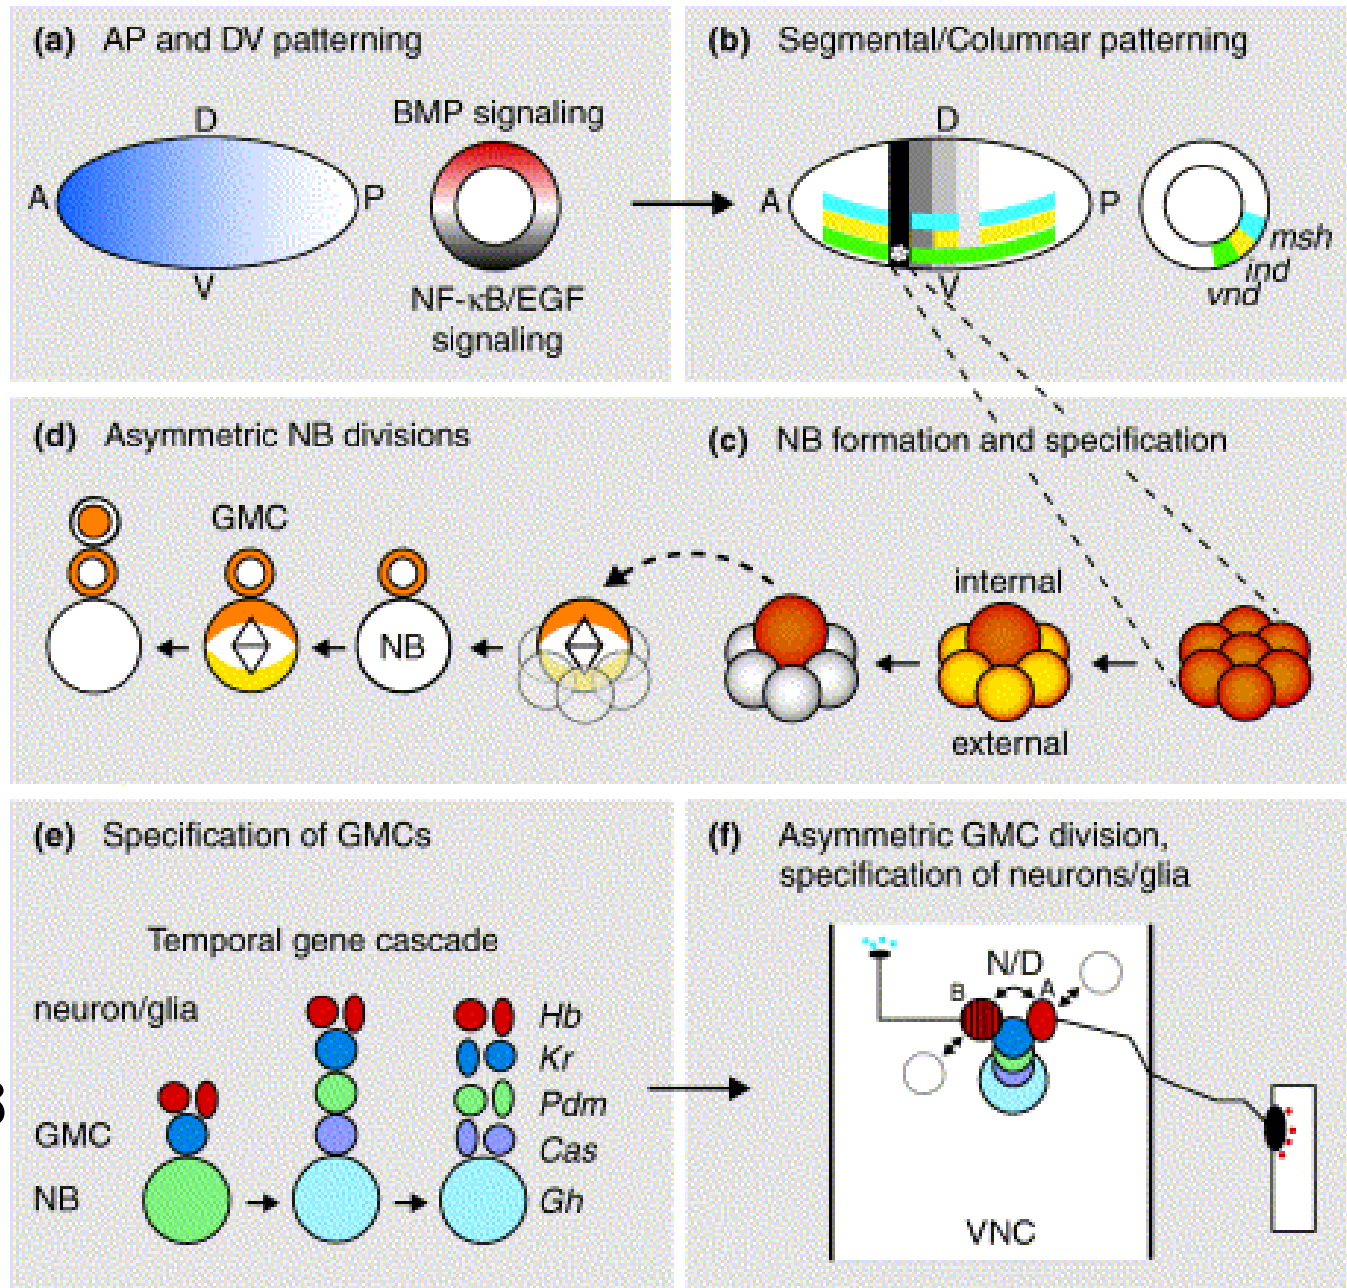 (a) AP and DV patterning
D
A
P
V
BMP signaling
NF-κB/EGF
signaling
(b) Segmental/Columnar patterning
D
A
P
V
msh
ind
vnd
(d) Asymmetric NB divisions
GMC
NB
(c) NB formation and specification
internal
external
(e) Specification of GMCs
Temporal gene cascade
neuron/glia
GMC
NB
Hb
Kr
Pdm
Cas
Gh
(f) Asymmetric GMC division,
specification of neurons/glia
N/D
B
A
VNC